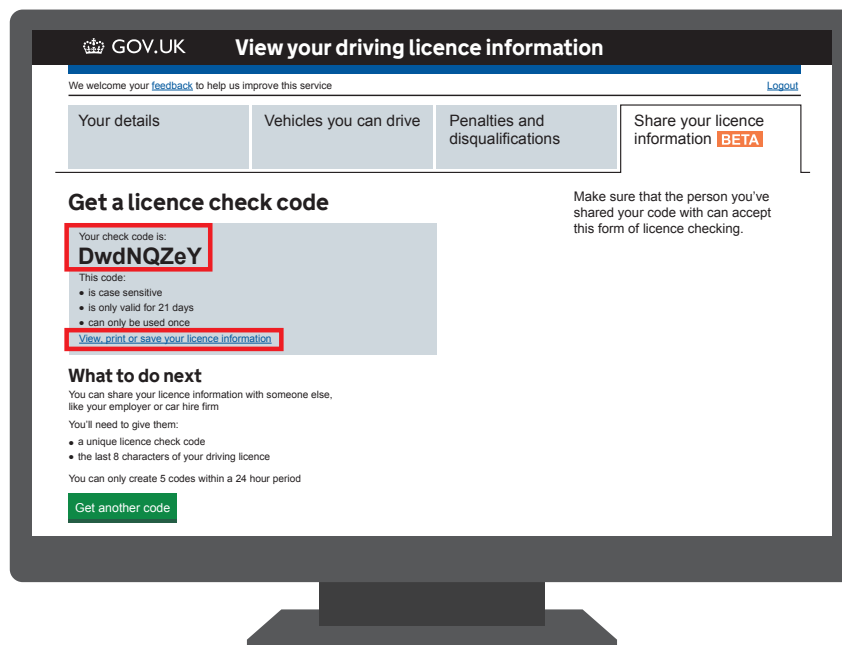 GOV.UK View your driving licence information
We welcome your feedback to help us improve this service Logout
Your details
Vehicles you can drive
Penalties and
disqualifications
Share your licence
information BETA
Get a licence check code
Your check code is:
DwdNQZeY
This code:
• is case sensitive
• is only valid for 21 days
• can only be used once
View, print or save your licence information
Make sure that the person you've
shared your code with can accept
this form of licence checking.
What to do next
You can share your licence information with someone else,
like your employer or car hire firm
You'll need to give them:
• a unique licence check code
• the last 8 characters of your driving licence
You can only create 5 codes within a 24 hour period
Get another code